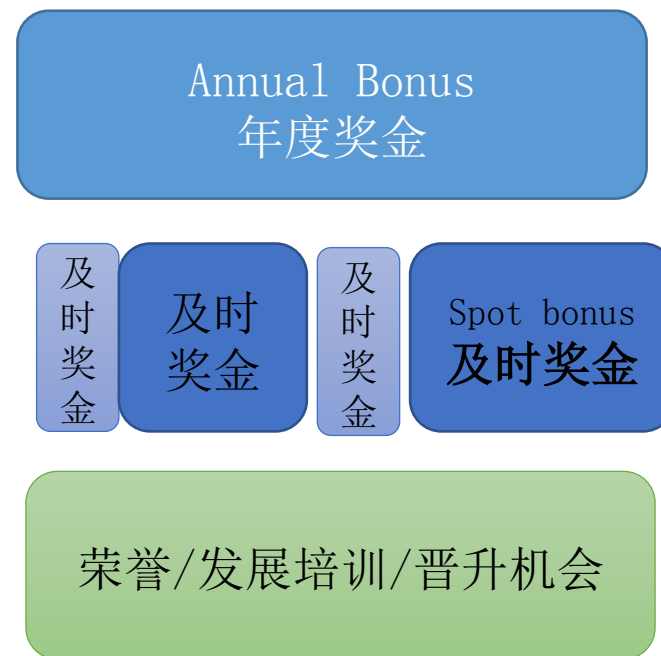 Annual Bonus
年度奖金
及时奖金
及时
奖金
及时奖金
Spot bonus
及时奖金
荣誉/发展培训/晋升机会